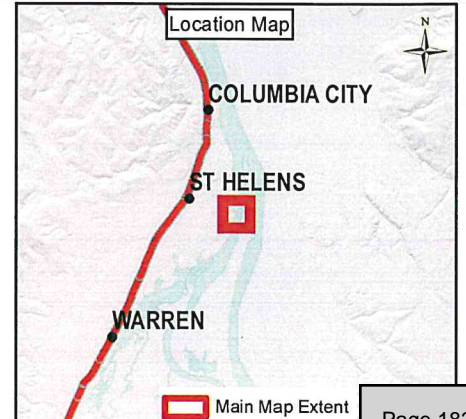 Location Map
N
COLUMBIA CITY
ST HELENS
WARREN
Main Map Extent